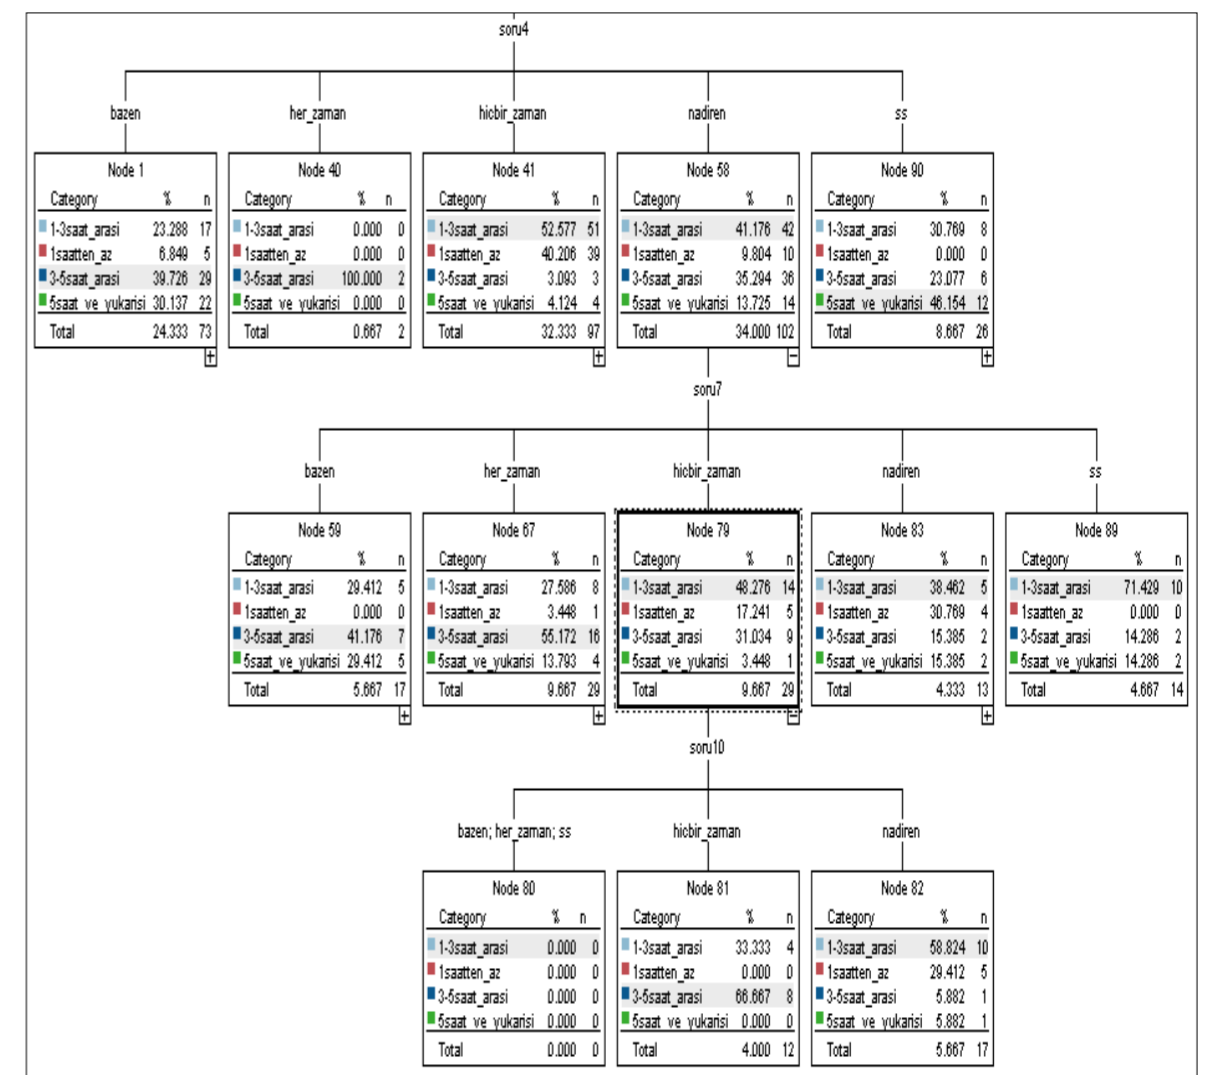 soru4
bazen her_zaman hicbir_zaman nadiren ss
Node 1 Node 40 Node 41 Node 58 Node 90
Category % n Category % n Category % n Category % n Category % n
1-3saat_arasi 23.288 17 1-3saat_arasi 0.000 0 1-3saat_arasi 52.577 51 1-3saat_arasi 41.176 42 1-3saat_arasi 30.769 8
1saatten_az 6.849 5 1saatten_az 0.000 0 1saatten_az 40.206 39 1saatten_az 9.804 10 1saatten_az 0.000 0
3-5saat_arasi 39.726 29 3-5saat_arasi 100.000 2 3-5saat_arasi 3.093 3 3-5saat_arasi 35.294 36 3-5saat_arasi 23.077 6
5saat_ve_yukarisi 30.137 22 5saat_ve_yukarisi 0.000 0 5saat_ve_yukarisi 4.124 4 5saat_ve_yukarisi 13.725 14 5saat_ve_yukarisi 46.154 12
Total 24.333 73 Total 0.667 2 Total 32.333 97 Total 34.000 102 Total 8.667 26
soru7
bazen her_zaman hicbir_zaman nadiren ss
Node 59 Node 67 Node 79 Node 83 Node 89
Category % n Category % n Category % n Category % n Category % n
1-3saat_arasi 29.412 5 1-3saat_arasi 27.586 8 1-3saat_arasi 48.276 14 1-3saat_arasi 38.462 5 1-3saat_arasi 71.429 10
1saatten_az 0.000 0 1saatten_az 3.448 1 1saatten_az 17.241 5 1saatten_az 30.769 4 1saatten_az 0.000 0
3-5saat_arasi 41.176 7 3-5saat_arasi 55.172 16 3-5saat_arasi 31.034 9 3-5saat_arasi 15.385 2 3-5saat_arasi 14.286 2
5saat_ve_yukarisi 29.412 5 5saat_ve_yukarisi 13.793 4 5saat_ve_yukarisi 3.448 1 5saat_ve_yukarisi 15.385 2 5saat_ve_yukarisi 14.286 2
Total 5.667 17 Total 9.667 29 Total 9.667 29 Total 4.333 13 Total 4.667 14
soru10
bazen; her_zaman; ss hicbir_zaman nadiren
Node 80 Node 81 Node 82
Category % n Category % n Category % n
1-3saat_arasi 0.000 0 1-3saat_arasi 33.333 4 1-3saat_arasi 58.824 10
1saatten_az 0.000 0 1saatten_az 0.000 0 1saatten_az 29.412 5
3-5saat_arasi 0.000 0 3-5saat_arasi 66.667 8 3-5saat_arasi 5.882 1
5saat_ve_yukarisi 0.000 0 5saat_ve_yukarisi 0.000 0 5saat_ve_yukarisi 5.882 1
Total 0.000 0 Total 4.000 12 Total 5.667 17